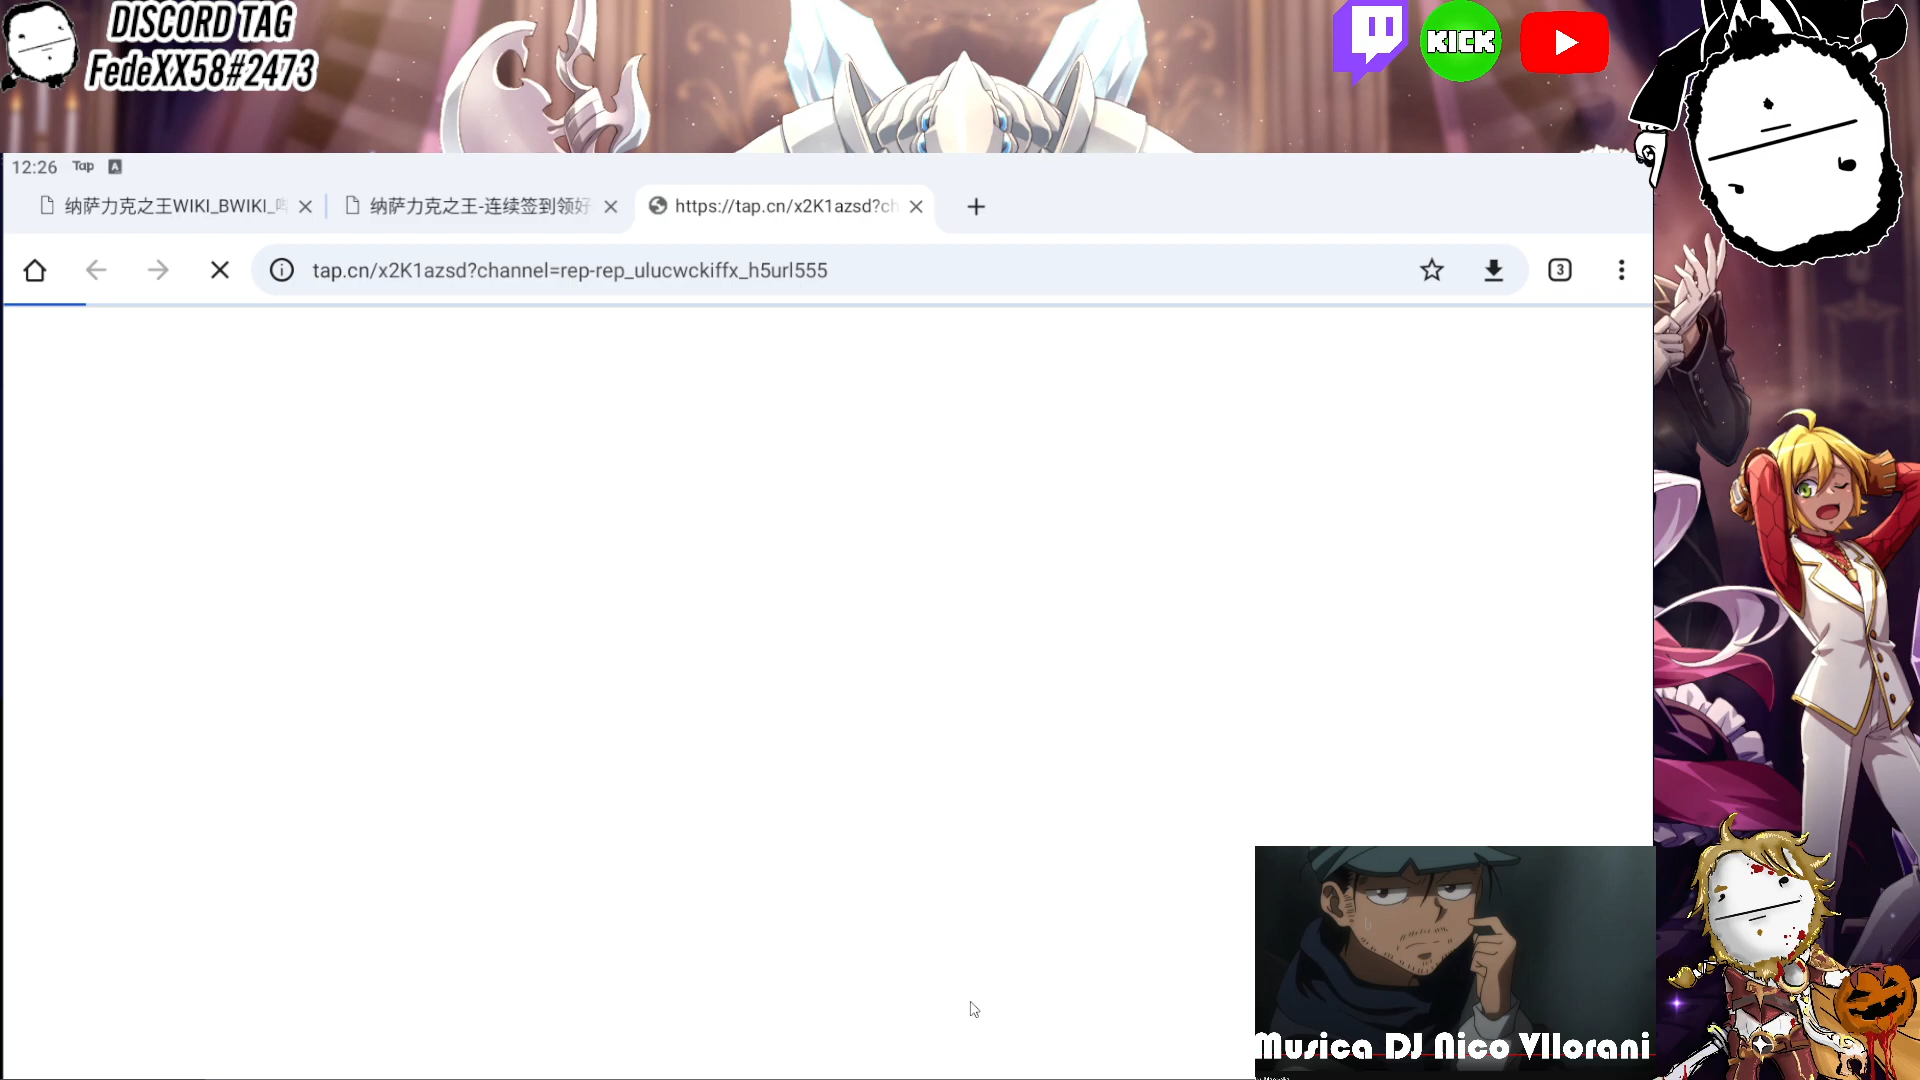 DISCORD TAG
FedeXX58#2473
KICK
12:26 Tap A
纳萨力克之王WIKI_BWIKI_
纳萨力克之王-连续签到领好
https://tap.cn/x2K1azsd?ch
tap.cn/x2K1azsd?channel=rep-rep_ulucwckiffx_h5url555
3
Musica DJ Nico VIlorani